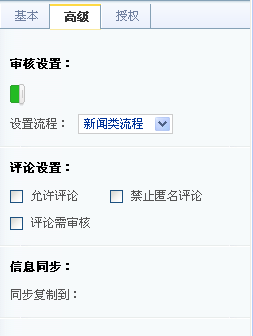 基本 高级 授权
审核设置：
设置流程： 新闻类流程
评论设置：
允许评论 禁止匿名评论
评论需审核
信息同步：
同步复制到：